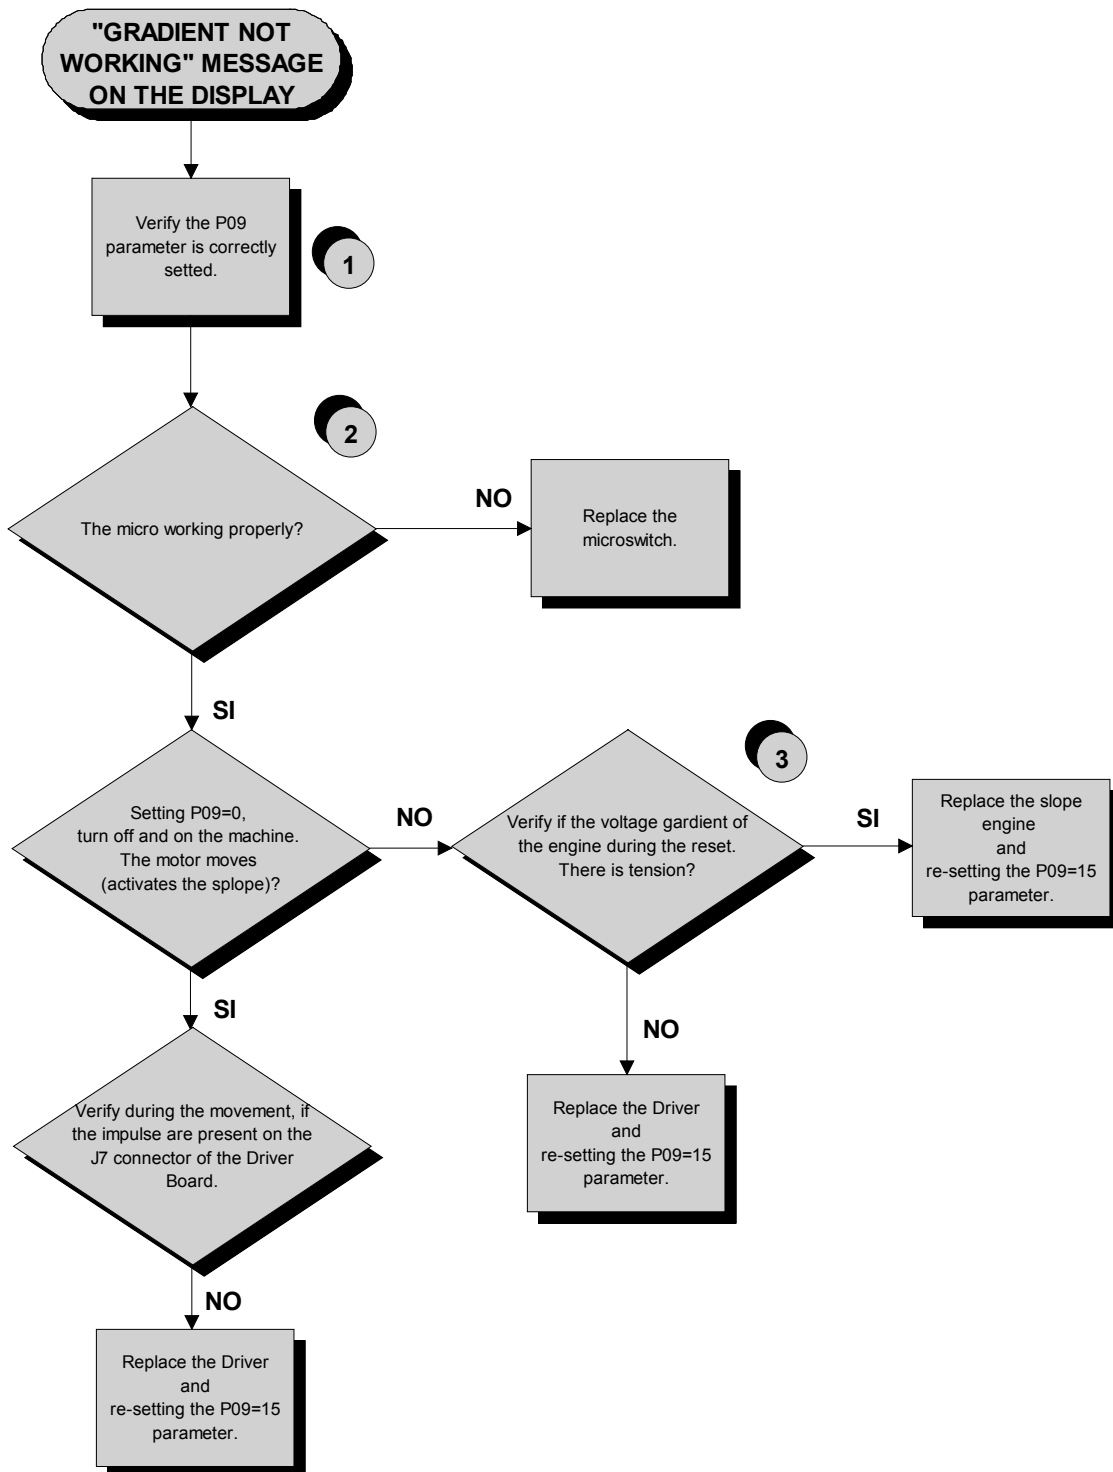 "GRADIENT NOT
WORKING" MESSAGE
ON THE DISPLAY
Verify the P09
parameter is correctly
setted.
1
2
The micro working properly?
NO
Replace the
microswitch.
SI
Setting P09=0,
turn off and on the machine.
The motor moves
(activates the splope)?
NO
3
Verify if the voltage gardient of
the engine during the reset.
There is tension?
SI
Replace the slope
engine
and
re-setting the P09=15
parameter.
SI
NO
Verify during the movement, if
the impulse are present on the
J7 connector of the Driver
Board.
Replace the Driver
and
re-setting the P09=15
parameter.
NO
Replace the Driver
and
re-setting the P09=15
parameter.